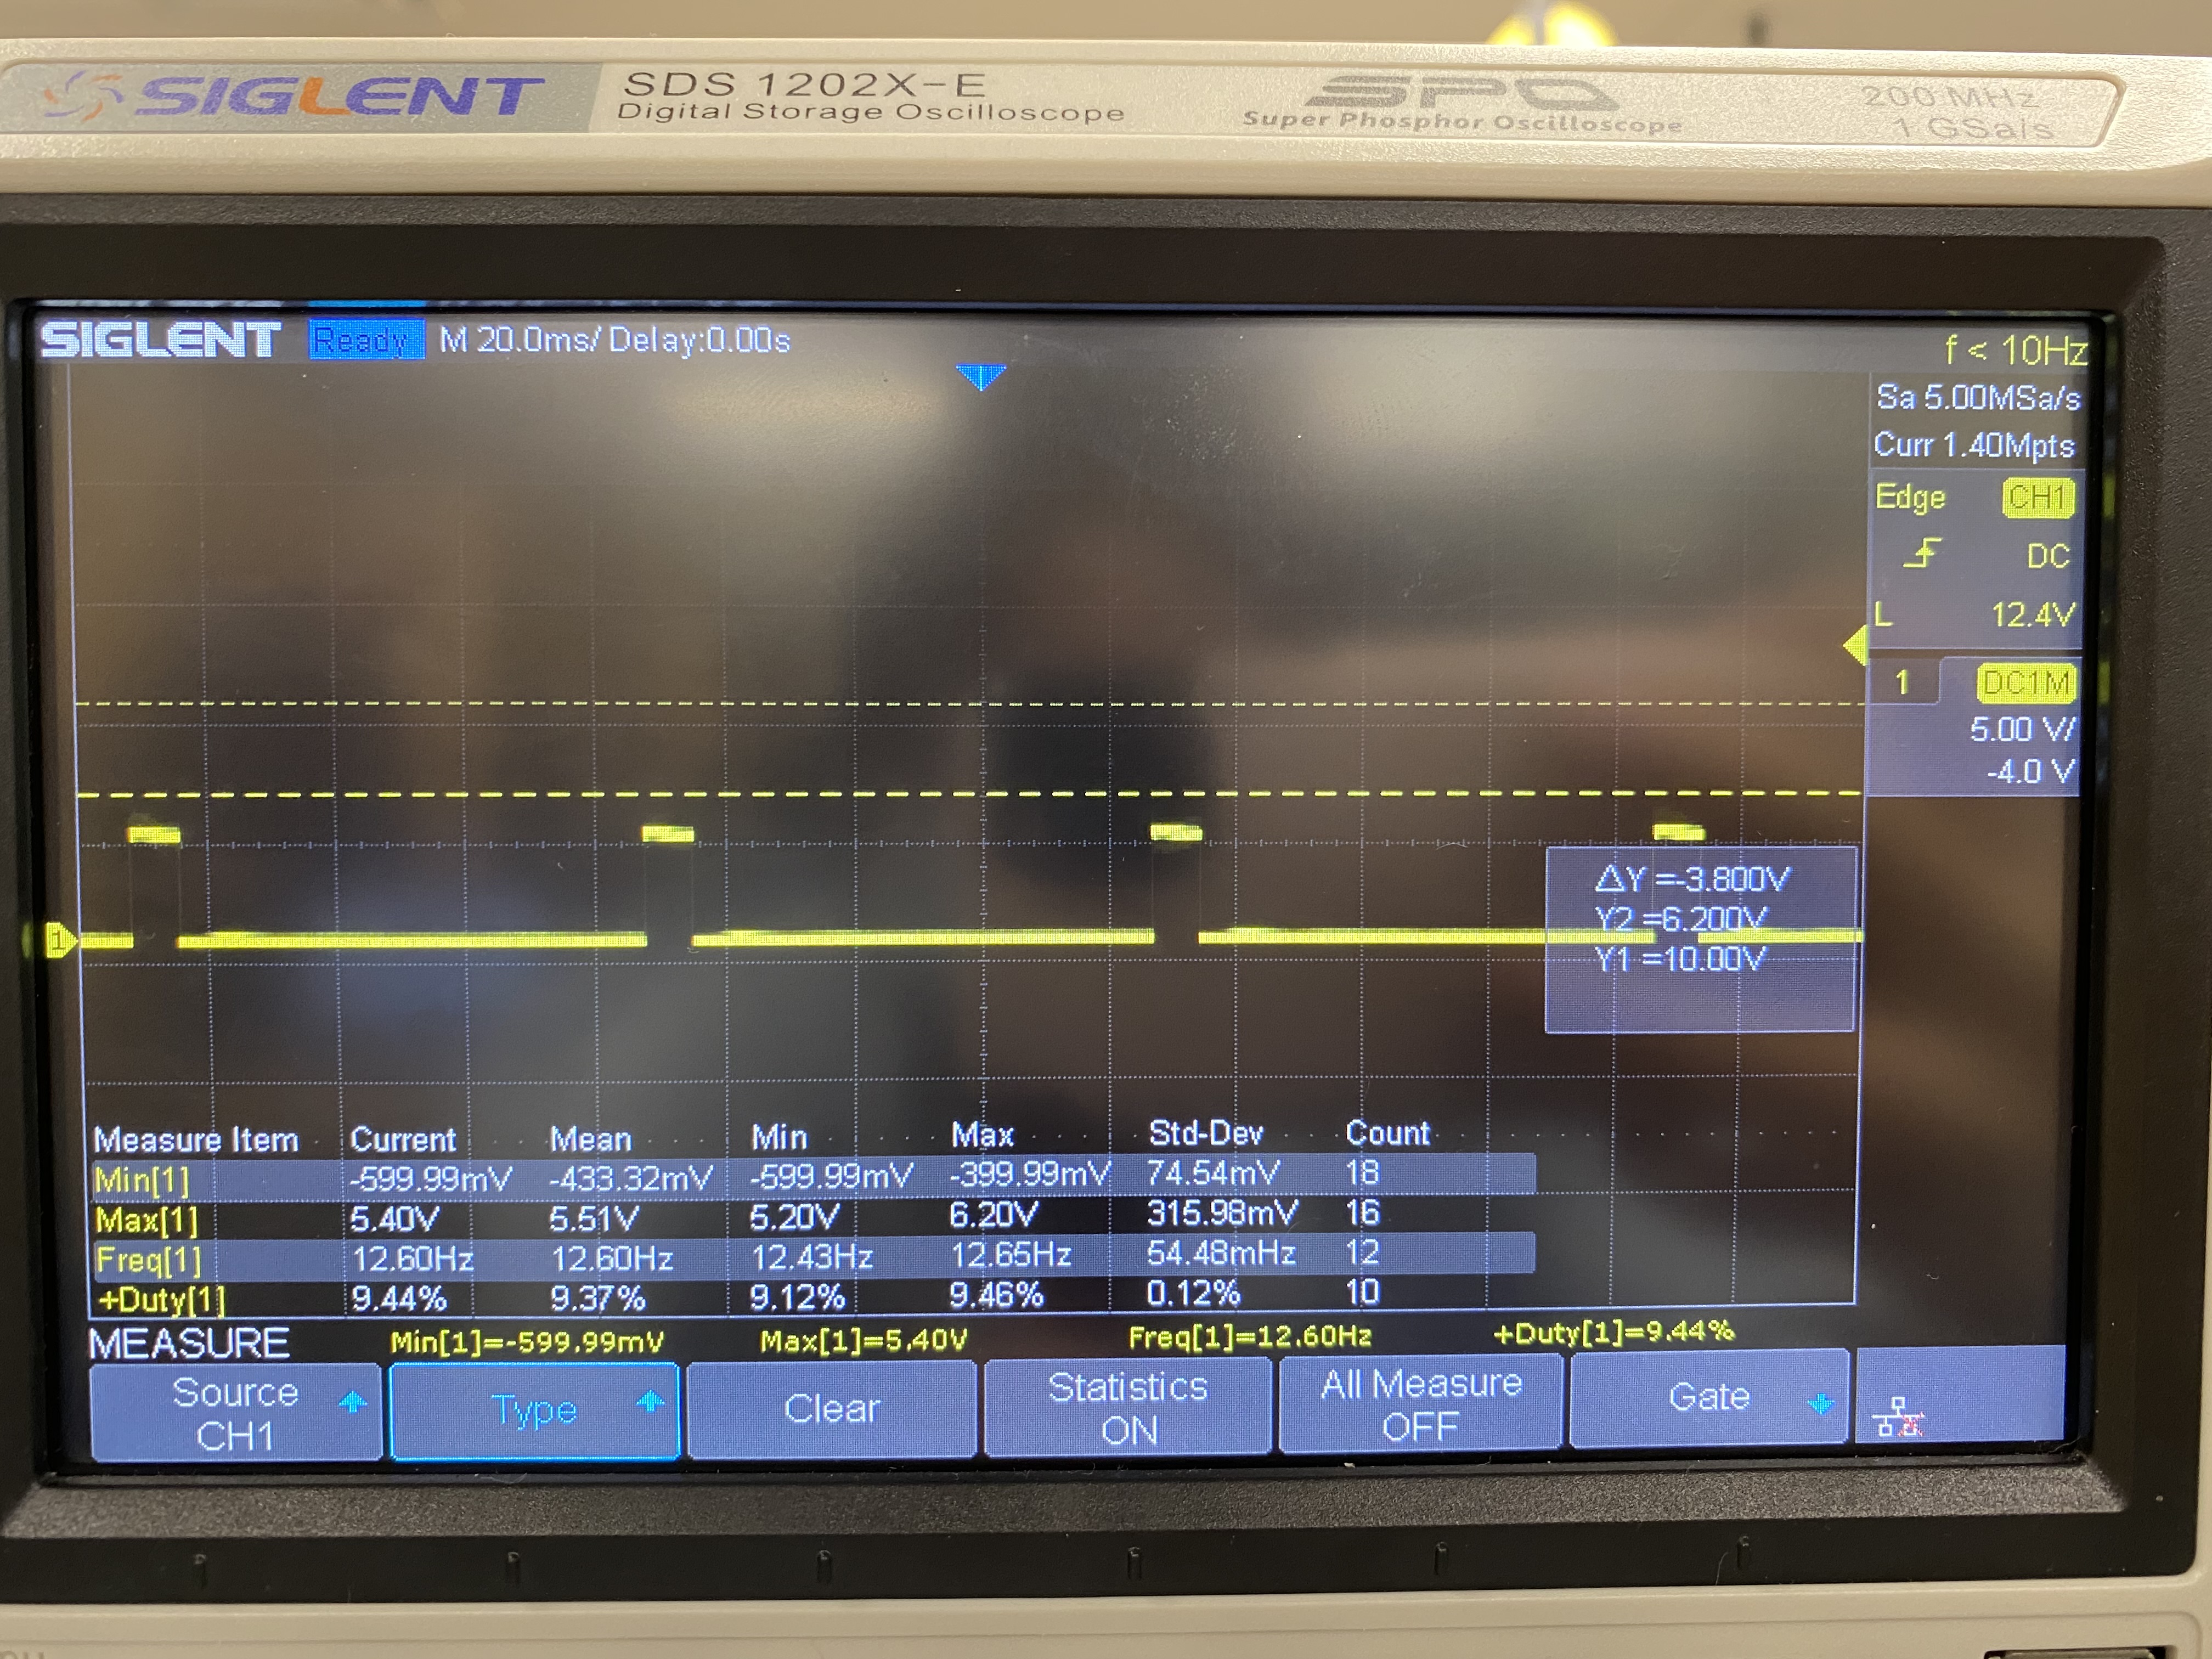 SIGLENT SDS 1202X-E
Digital Storage Oscilloscope
SPO
Super Phosphor Oscilloscope
200 MHz
1 GSa/s
SIGLENT Ready M 20.0ms/ Delay:0.00s
f < 10Hz
Sa 5.00MSa/s
Curr 1.40Mpts
Edge CH1
DC
L 12.4V
1 DC1M
5.00 V/
-4.0 V
1
ΔY =-3.800V
Y2 =6.200V
Y1 =10.00V
Measure Item Current Mean Min Max Std-Dev Count
Min[1] -599.99mV -433.32mV -599.99mV -399.99mV 74.54mV 18
Max[1] 5.40V 5.51V 5.20V 6.20V 315.98mV 16
Freq[1] 12.60Hz 12.60Hz 12.43Hz 12.65Hz 54.48mHz 12
+Duty[1] 9.44% 9.37% 9.12% 9.46% 0.12% 10
MEASURE Min[1]=-599.99mV Max[1]=5.40V Freq[1]=12.60Hz +Duty[1]=9.44%
Source
CH1
Type
Clear
Statistics
ON
All Measure
OFF
Gate